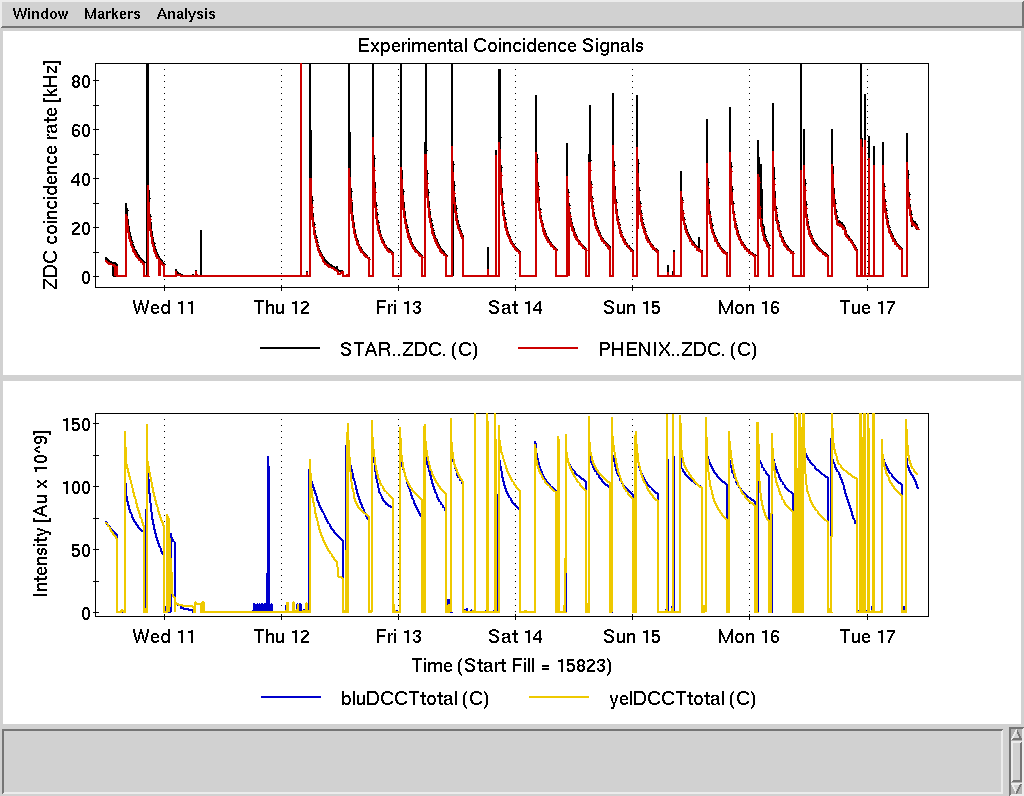 Window Markers Analysis
Experimental Coincidence Signals
ZDC coincidence rate [kHz]
80
60
40
20
0
Wed 11 Thu 12 Fri 13 Sat 14 Sun 15 Mon 16 Tue 17
STAR..ZDC. (C) PHENIX..ZDC. (C)
Intensity [Au x 10^9]
150
100
50
0
Wed 11 Thu 12 Fri 13 Sat 14 Sun 15 Mon 16 Tue 17
Time (Start Fill = 15823)
bluDCCTtotal (C) yelDCCTtotal (C)